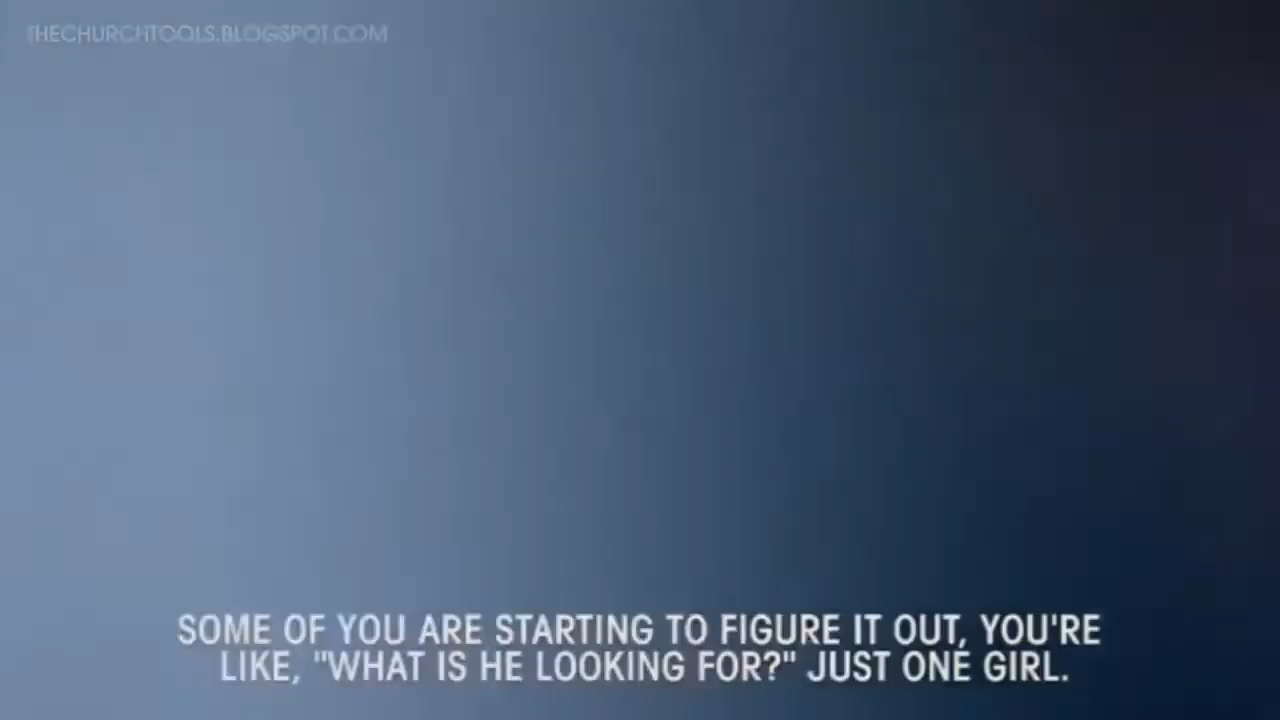 THECHURCHTOOLS.BLOGSPOT.COM
SOME OF YOU ARE STARTING TO FIGURE IT OUT, YOU'RE
LIKE, "WHAT IS HE LOOKING FOR?" JUST ONE GIRL.